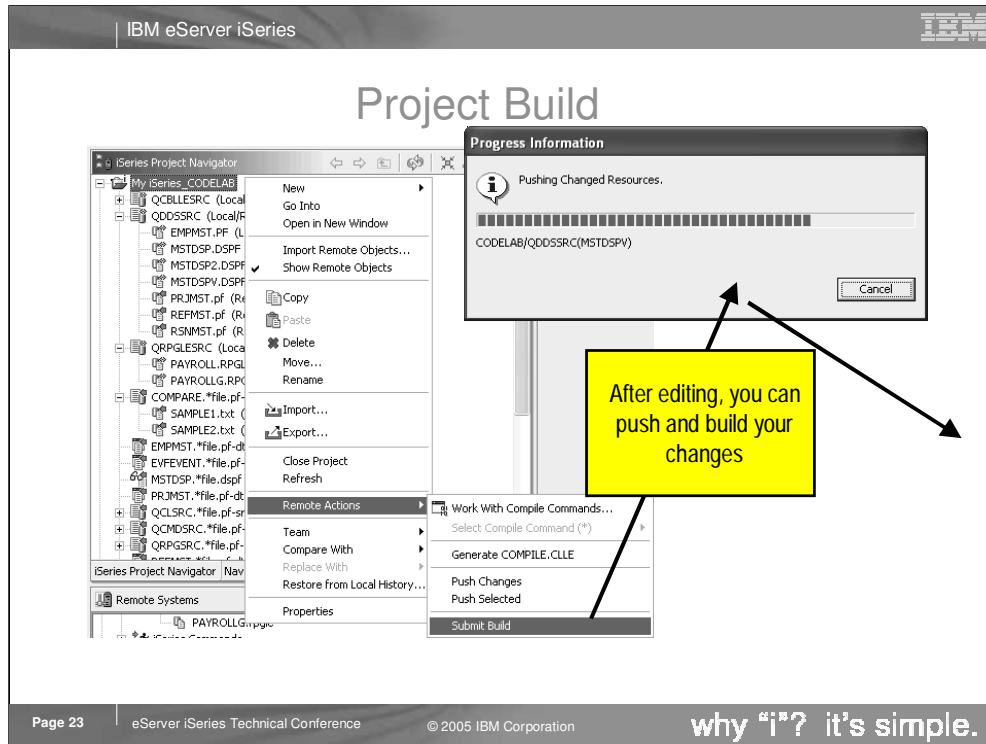 IBM eServer iSeries
IBM
Project Build
iSeries Project Navigator
My iSeries_CODELAB
QCBLLESRC (Local
QDDSSRC (Local/R
EMPMST.PF (L
MSTDSP.DSPF
MSTDSP2.DSPF
MSTDSPV.DSPF
PRJMST.pf (Re
REFMST.pf (Re
RSNMST.pf (R
QRPGLESRC (Loca
PAYROLL.RPGL
PAYROLLG.RPG
COMPARE.*file.pf-
SAMPLE1.txt (
SAMPLE2.txt (
EMPMST.*file.pf-dt
EVFEVENT.*file.pf-
MSTDSP.*file.dspf
PRJMST.*file.pf-dt
QCLSRC.*file.pf-sr
QCMDSRC.*file.pf-
QRPGSRC.*file.pf-
iSeries Project Navigator Nav
Remote Systems
PAYROLLG.rpgle
New
Go Into
Open in New Window
Import Remote Objects...
Show Remote Objects
Copy
Paste
Delete
Move...
Rename
Import...
Export...
Close Project
Refresh
Remote Actions
Team
Compare With
Replace With
Restore from Local History...
Properties
Work With Compile Commands...
Select Compile Command (*)
Generate COMPILE.CLLE
Push Changes
Push Selected
Submit Build
Progress Information
Pushing Changed Resources.
CODELAB/QDDSSRC(MSTDSPV)
Cancel
After editing, you can
push and build your
changes
Page 23
eServer iSeries Technical Conference
© 2005 IBM Corporation
why "i"? it's simple.